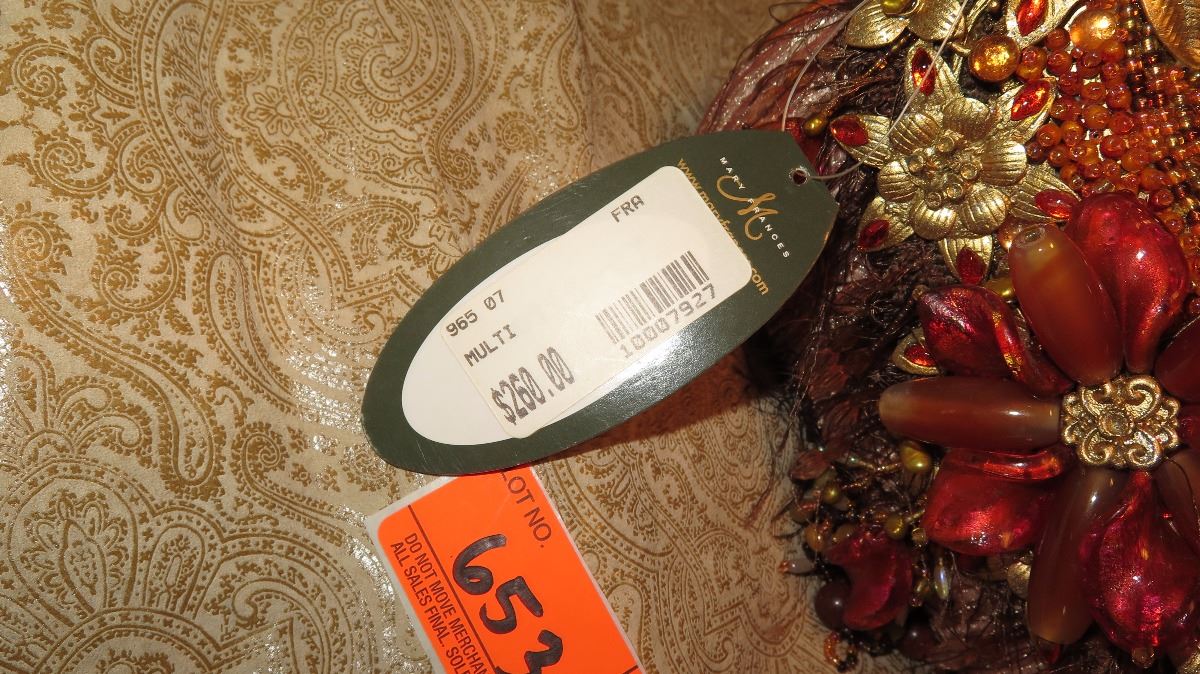 MARY FRANCES
M
FRA
965 07
MULTI
$260.00
10007927
LOT NO.
653
DO NOT MOVE MERCHAN
ALL SALES FINAL. SOL